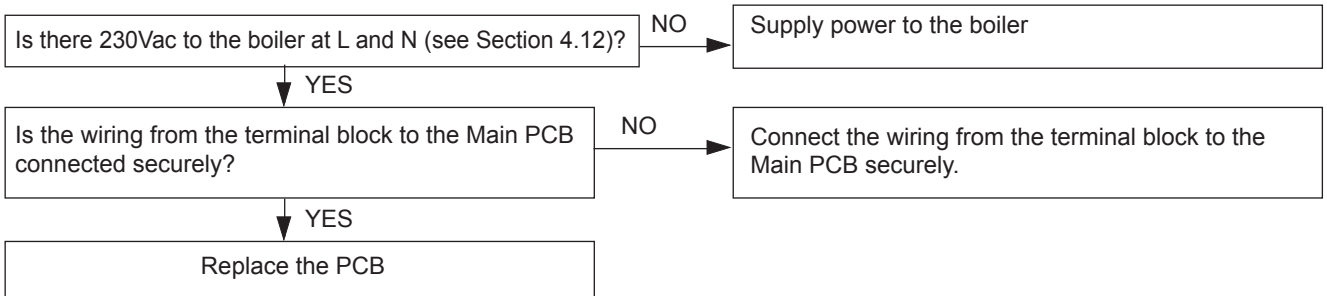 Is there 230Vac to the boiler at L and N (see Section 4.12)?
NO
Supply power to the boiler
YES
Is the wiring from the terminal block to the Main PCB
connected securely?
NO
Connect the wiring from the terminal block to the
Main PCB securely.
YES
Replace the PCB